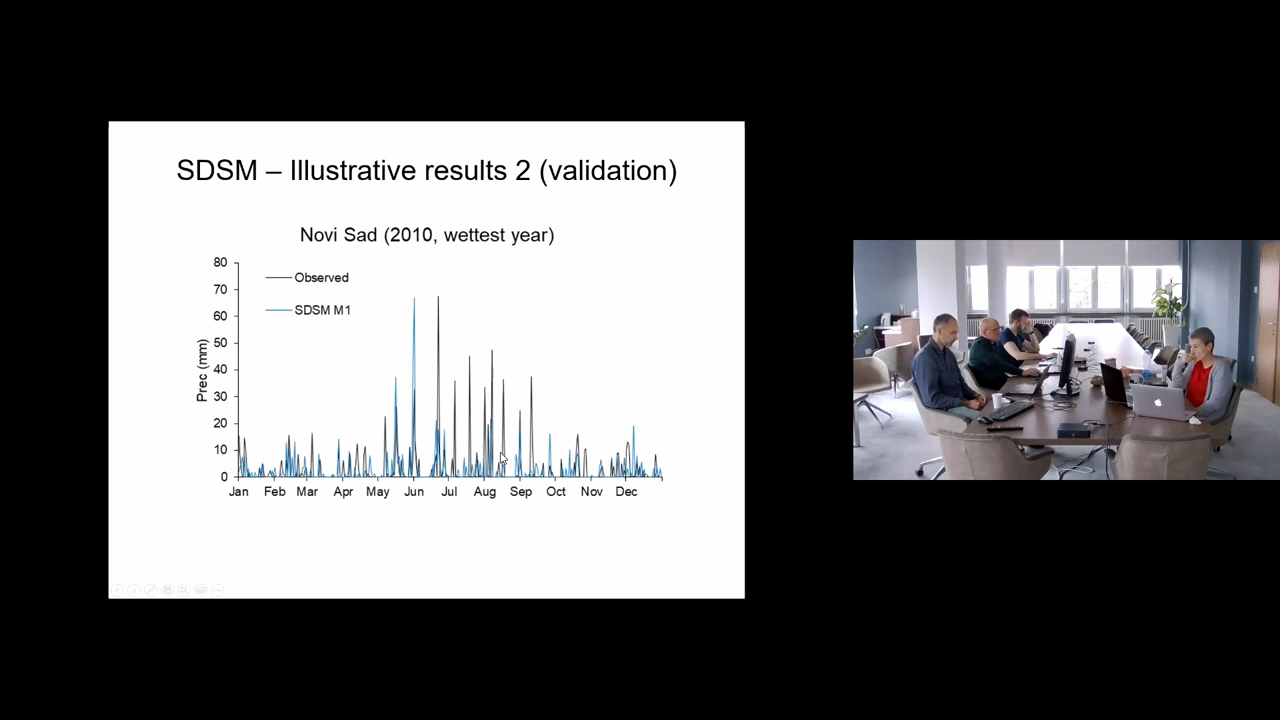 SDSM – Illustrative results 2 (validation)
Novi Sad (2010, wettest year)
80
70
60
50
40
30
20
10
0
Prec (mm)
Observed
SDSM M1
Jan Feb Mar Apr May Jun Jul Aug Sep Oct Nov Dec